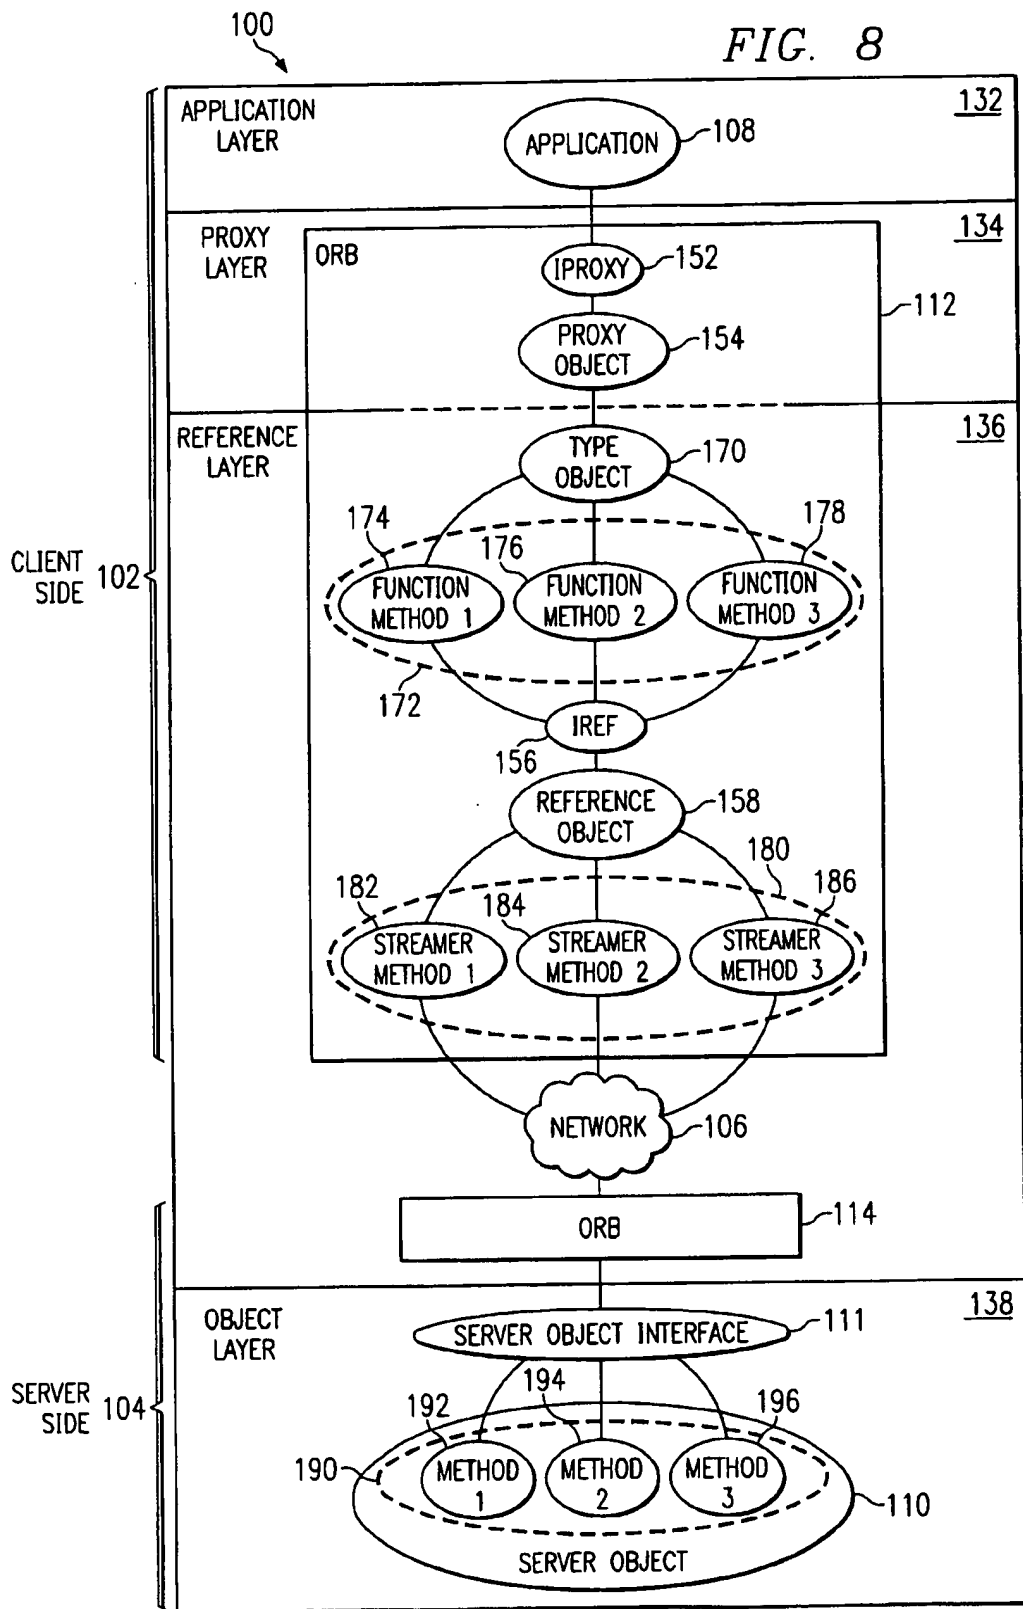 100
FIG. 8
APPLICATION
LAYER
132
APPLICATION
108
PROXY
LAYER
134
ORB
IPROXY
152
112
PROXY
OBJECT
154
REFERENCE
LAYER
136
TYPE
OBJECT
170
174
178
176
CLIENT
SIDE
102
FUNCTION
METHOD 1
FUNCTION
METHOD 2
FUNCTION
METHOD 3
172
IREF
156
REFERENCE
OBJECT
158
180
182
184
186
STREAMER
METHOD 1
STREAMER
METHOD 2
STREAMER
METHOD 3
NETWORK
106
ORB
114
OBJECT
LAYER
138
SERVER OBJECT INTERFACE
111
SERVER
SIDE
104
192
194
196
190
METHOD
1
METHOD
2
METHOD
3
110
SERVER OBJECT